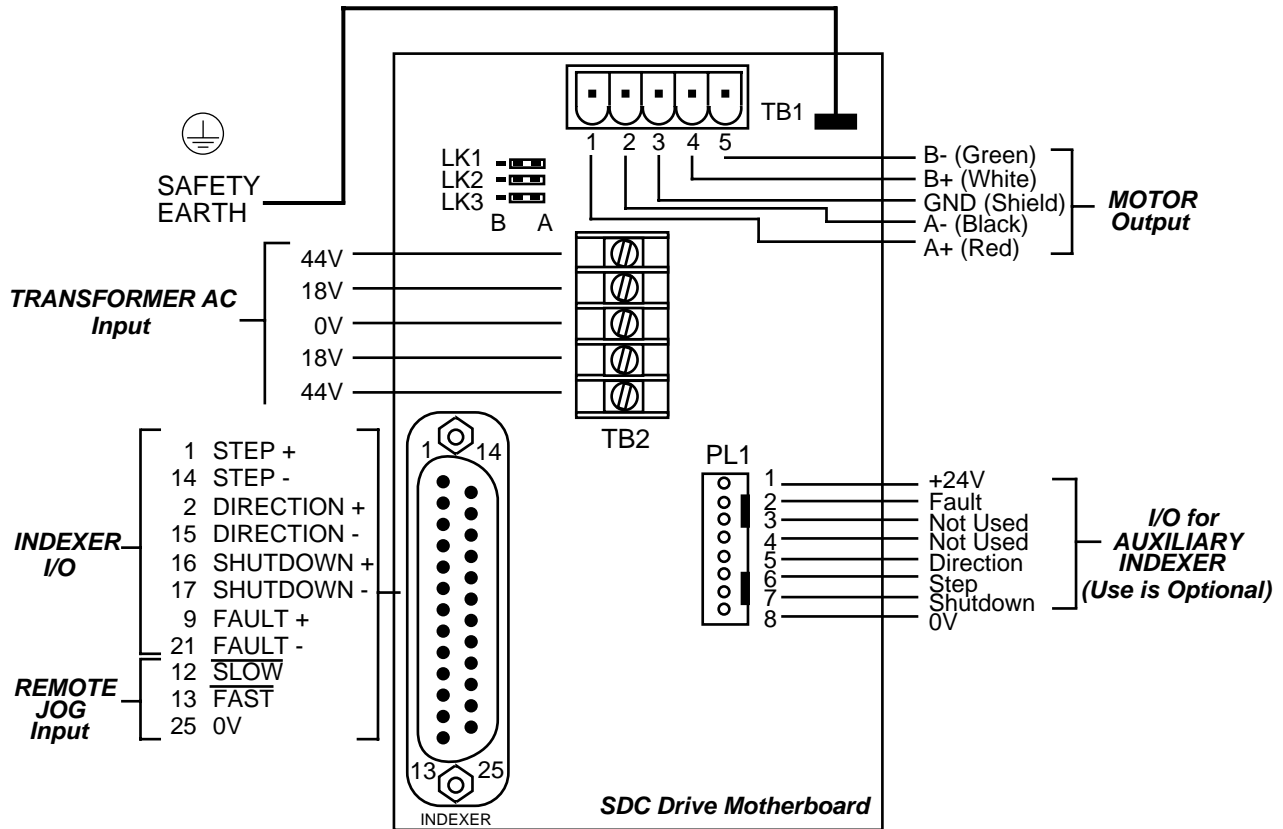 TB1
1 2 3 4 5
LK1
LK2
LK3
B A
SAFETY
EARTH
B- (Green)
B+ (White)
GND (Shield)
A- (Black)
A+ (Red)
MOTOR
Output
TRANSFORMER AC
Input
44V
18V
0V
18V
44V
TB2
INDEXER
I/O
1 STEP +
14 STEP -
2 DIRECTION +
15 DIRECTION -
16 SHUTDOWN +
17 SHUTDOWN -
9 FAULT +
21 FAULT -
REMOTE
JOG
Input
12 SLOW
13 FAST
25 0V
1 14
13 25
INDEXER
PL1
1 +24V
2 Fault
3 Not Used
4 Not Used
5 Direction
6 Step
7 Shutdown
8 0V
I/O for
AUXILIARY
INDEXER
(Use is Optional)
SDC Drive Motherboard